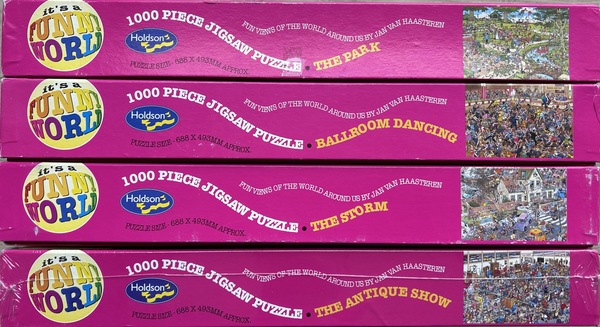 it's a
FUNNY
WORLD
Holdson
1000 PIECE JIGSAW PUZZLE • THE PARK
PUZZLE SIZE · 688 X 493MM APPROX.
FUN VIEWS OF THE WORLD AROUND US BY JAN VAN HAASTEREN
it's a
FUNNY
WORLD
Holdson
1000 PIECE JIGSAW PUZZLE • BALLROOM DANCING
PUZZLE SIZE · 688 X 493MM APPROX.
FUN VIEWS OF THE WORLD AROUND US BY JAN VAN HAASTEREN
it's a
FUNNY
WORLD
Holdson
1000 PIECE JIGSAW PUZZLE • THE STORM
PUZZLE SIZE · 688 X 493MM APPROX.
FUN VIEWS OF THE WORLD AROUND US BY JAN VAN HAASTEREN
it's a
FUNNY
WORLD
Holdson
1000 PIECE JIGSAW PUZZLE • THE ANTIQUE SHOW
PUZZLE SIZE · 688 X 493MM APPROX.
FUN VIEWS OF THE WORLD AROUND US BY JAN VAN HAASTEREN